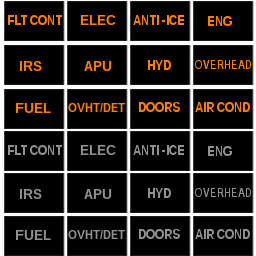 FLT CONT ELEC ANTI-ICE ENG
IRS APU HYD OVERHEAD
FUEL OVHT/DET DOORS AIR COND
FLT CONT ELEC ANTI-ICE ENG
IRS APU HYD OVERHEAD
FUEL OVHT/DET DOORS AIR COND